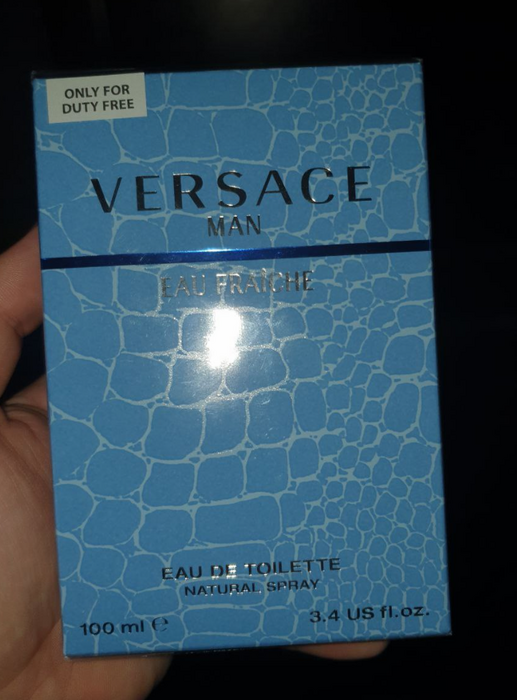 ONLY FOR
DUTY FREE
VERSACE
MAN
EAU FRAÎCHE
EAU DE TOILETTE
NATURAL SPRAY
100 ml ℮
3.4 US fl.oz.